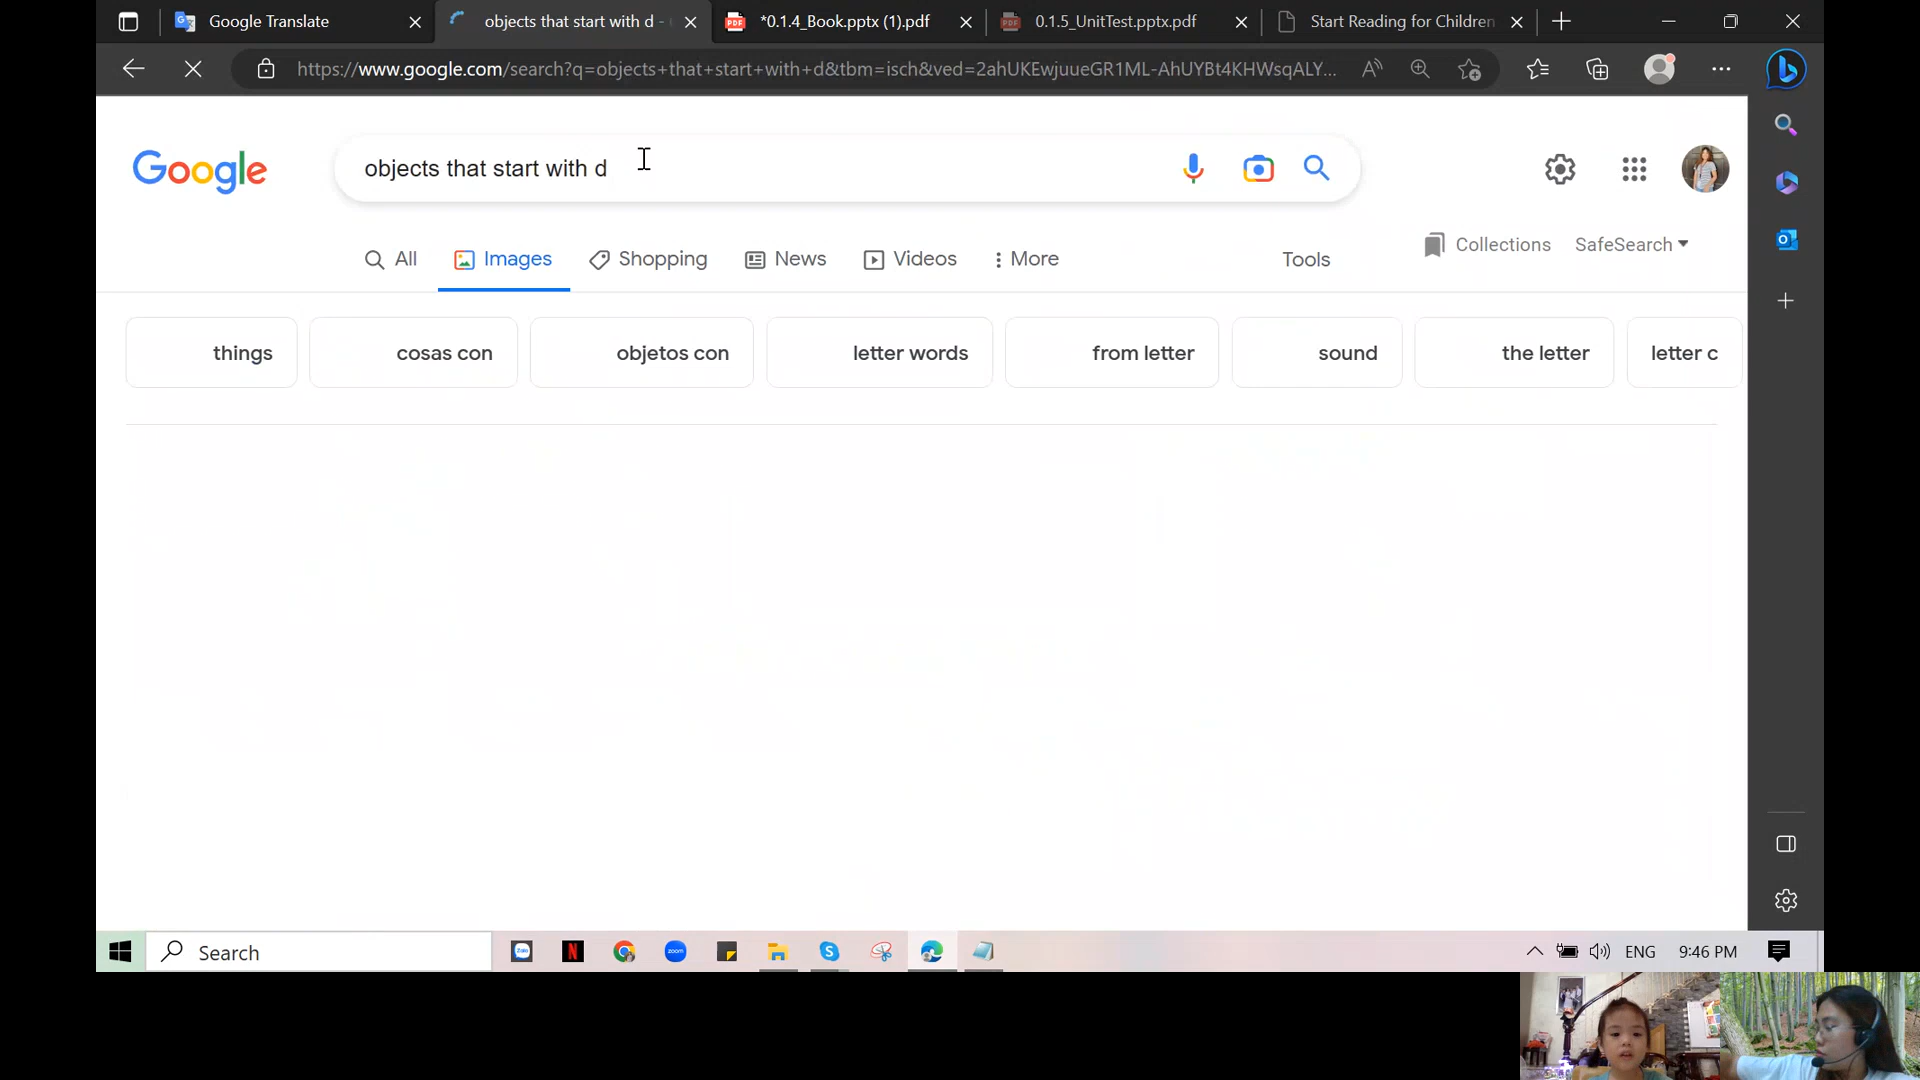 Google Translate
objects that start with d -
*0.1.4_Book.pptx (1).pdf
0.1.5_UnitTest.pptx.pdf
Start Reading for Children
https://www.google.com/search?q=objects+that+start+with+d&tbm=isch&ved=2ahUKEwjuueGR1ML-AhUYBt4KHWsqALY...
Google
objects that start with d
All
Images
Shopping
News
Videos
More
Tools
Collections
SafeSearch
things
cosas con
objetos con
letter words
from letter
sound
the letter
letter c
Search
Zalo
N
zoom
S
ENG
9:46 PM